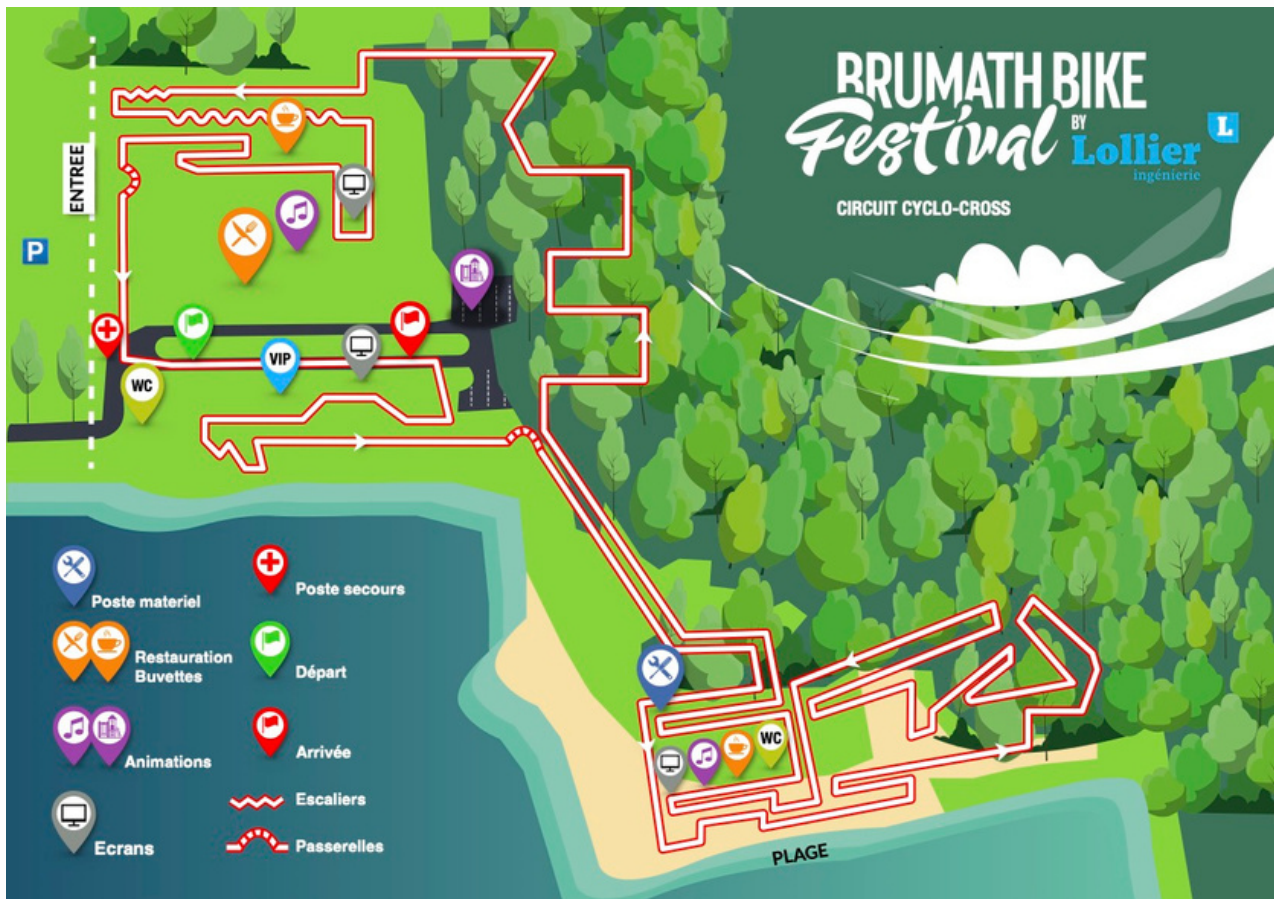 BRUMATH BIKE
Festival BY
Lollier L
ingénierie
CIRCUIT CYCLO-CROSS
ENTREE
P
VIP
WC
WC
PLAGE
Poste materiel
Poste secours
Restauration
Buvettes
Départ
Animations
Arrivée
Ecrans
Escaliers
Passerelles